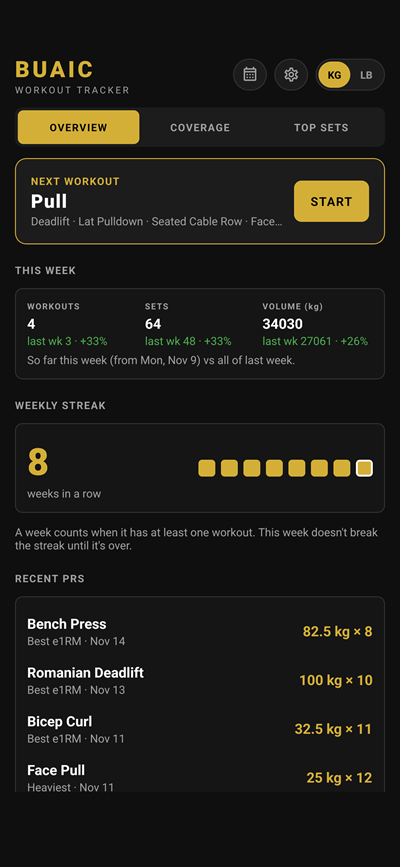 BUAIC
WORKOUT TRACKER
KG LB
OVERVIEW COVERAGE TOP SETS
NEXT WORKOUT
Pull
Deadlift · Lat Pulldown · Seated Cable Row · Face…
START
THIS WEEK
WORKOUTS SETS VOLUME (kg)
4 64 34030
last wk 3 · +33% last wk 48 · +33% last wk 27061 · +26%
So far this week (from Mon, Nov 9) vs all of last week.
WEEKLY STREAK
8
weeks in a row
A week counts when it has at least one workout. This week doesn't break
the streak until it's over.
RECENT PRS
Bench Press
Best e1RM · Nov 14
82.5 kg × 8
Romanian Deadlift
Best e1RM · Nov 13
100 kg × 10
Bicep Curl
Best e1RM · Nov 11
32.5 kg × 11
Face Pull
Heaviest · Nov 11
25 kg × 12